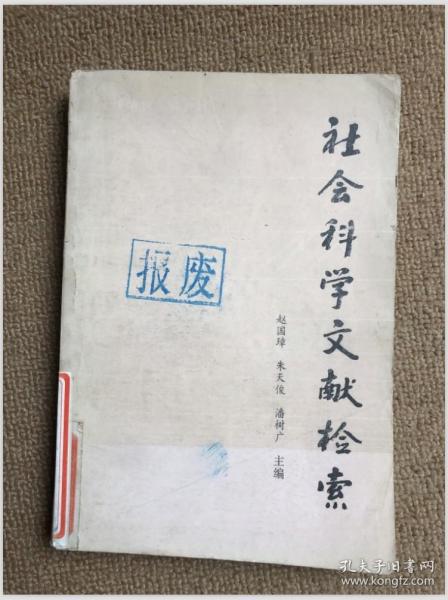 社会科学文献检索
赵国璋 朱天俊 潘树广 主编
报废
孔夫子旧书网
www.kongfz.com